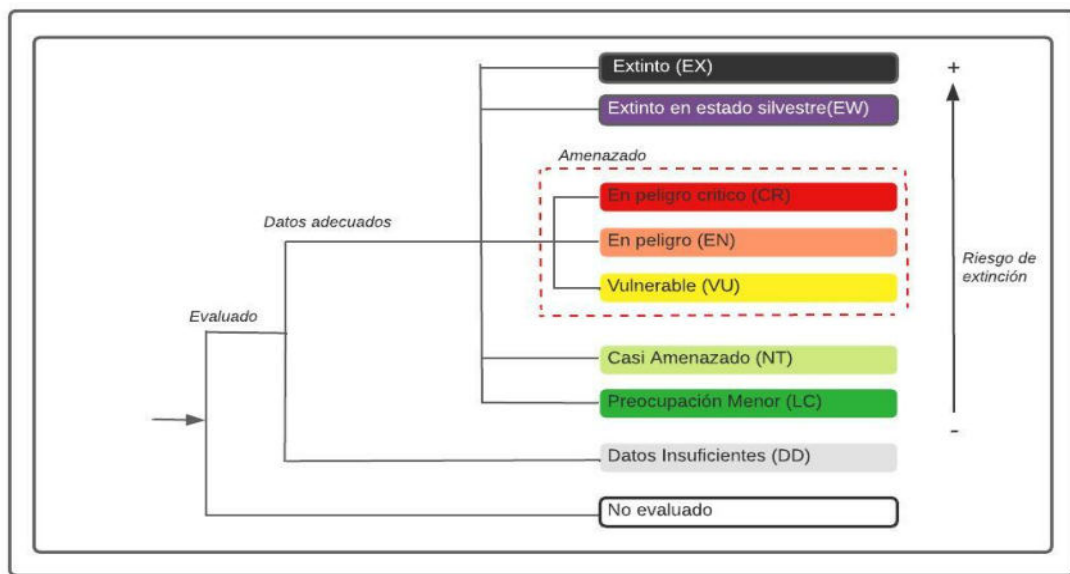 Extinto (EX)
+
Extinto en estado silvestre(EW)
Amenazado
En peligro critico (CR)
Datos adecuados
En peligro (EN)
Riesgo de
extinción
Vulnerable (VU)
Evaluado
Casi Amenazado (NT)
Preocupación Menor (LC)
-
Datos Insuficientes (DD)
No evaluado